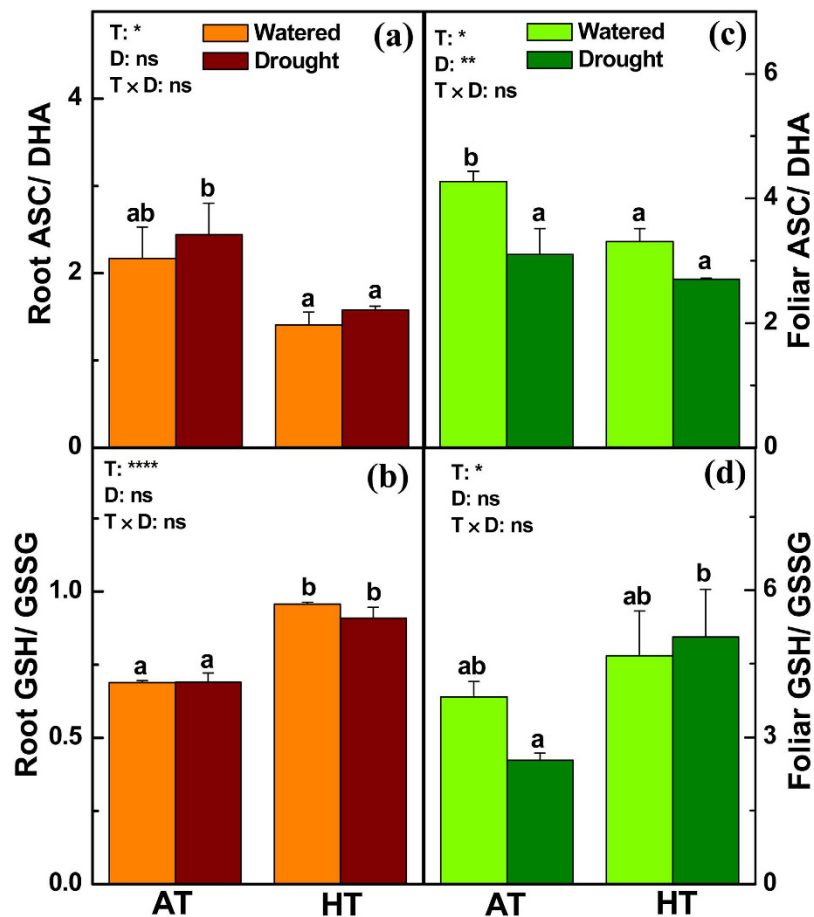 T: *
D: ns
T × D: ns
Watered
Drought
(a)
4
2
0
Root ASC/ DHA
ab
b
a
a
T: *
D: **
T × D: ns
Watered
Drought
(c)
6
4
2
0
Foliar ASC/ DHA
b
a
a
a
T: ****
D: ns
T × D: ns
(b)
1.0
0.5
0.0
Root GSH/ GSSG
a
a
b
b
AT
HT
T: *
D: ns
T × D: ns
(d)
6
3
0
Foliar GSH/ GSSG
ab
a
ab
b
AT
HT